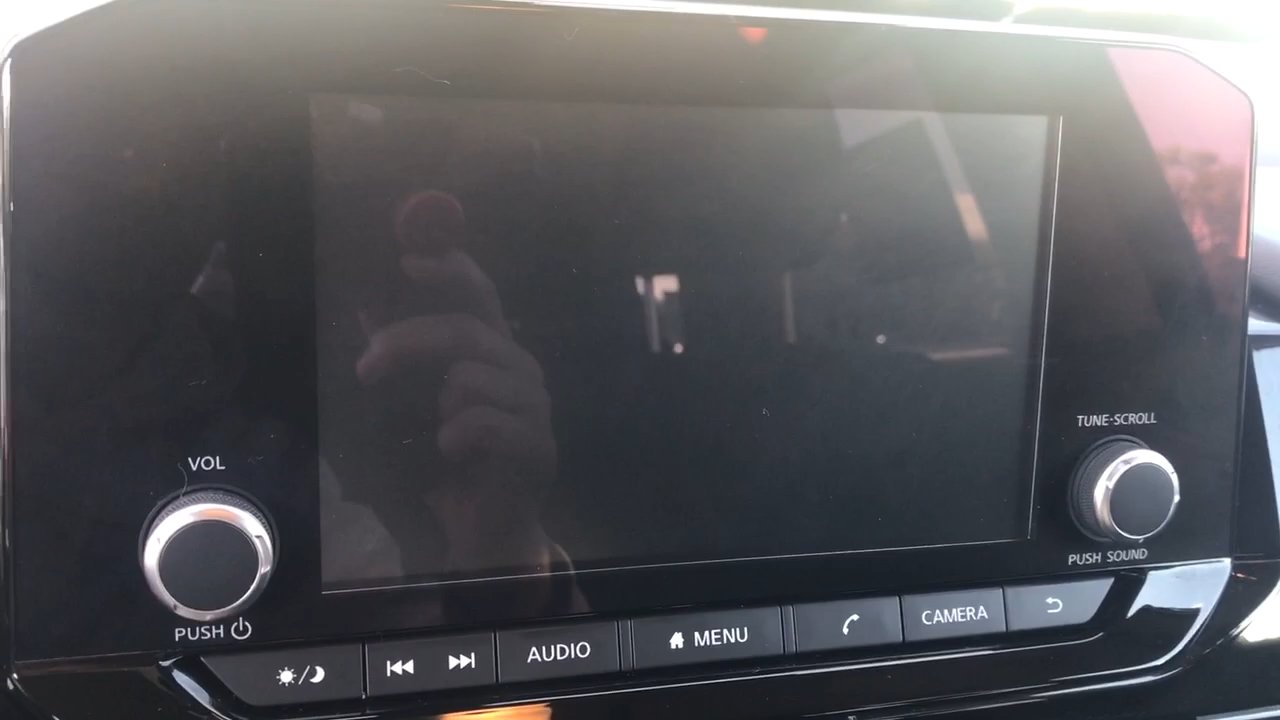 VOL
PUSH
TUNE·SCROLL
PUSH SOUND
AUDIO
MENU
CAMERA